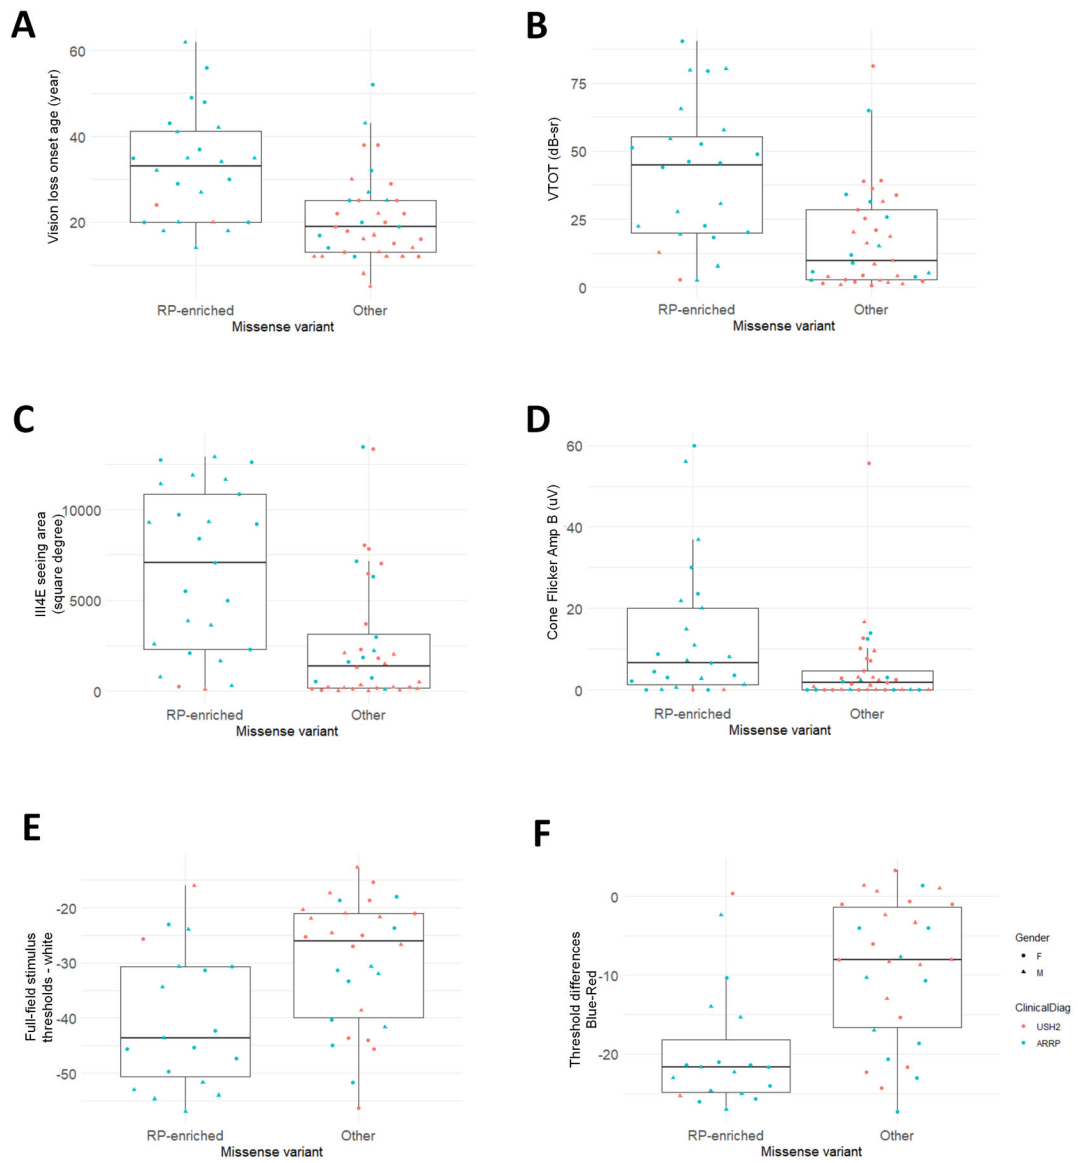 A
Vision loss onset age (year)
60
40
20
RP-enriched
Other
Missense variant
B
VTOT (dB-sr)
75
50
25
0
RP-enriched
Other
Missense variant
C
III4E seeing area
(square degree)
10000
5000
0
RP-enriched
Other
Missense variant
D
Cone Flicker Amp B (uV)
60
40
20
0
RP-enriched
Other
Missense variant
E
Full-field stimulus
thresholds - white
-20
-30
-40
-50
RP-enriched
Other
Missense variant
F
Threshold differences
Blue-Red
0
-10
-20
RP-enriched
Other
Missense variant
Gender
F
M
ClinicalDiag
USH2
ARRP